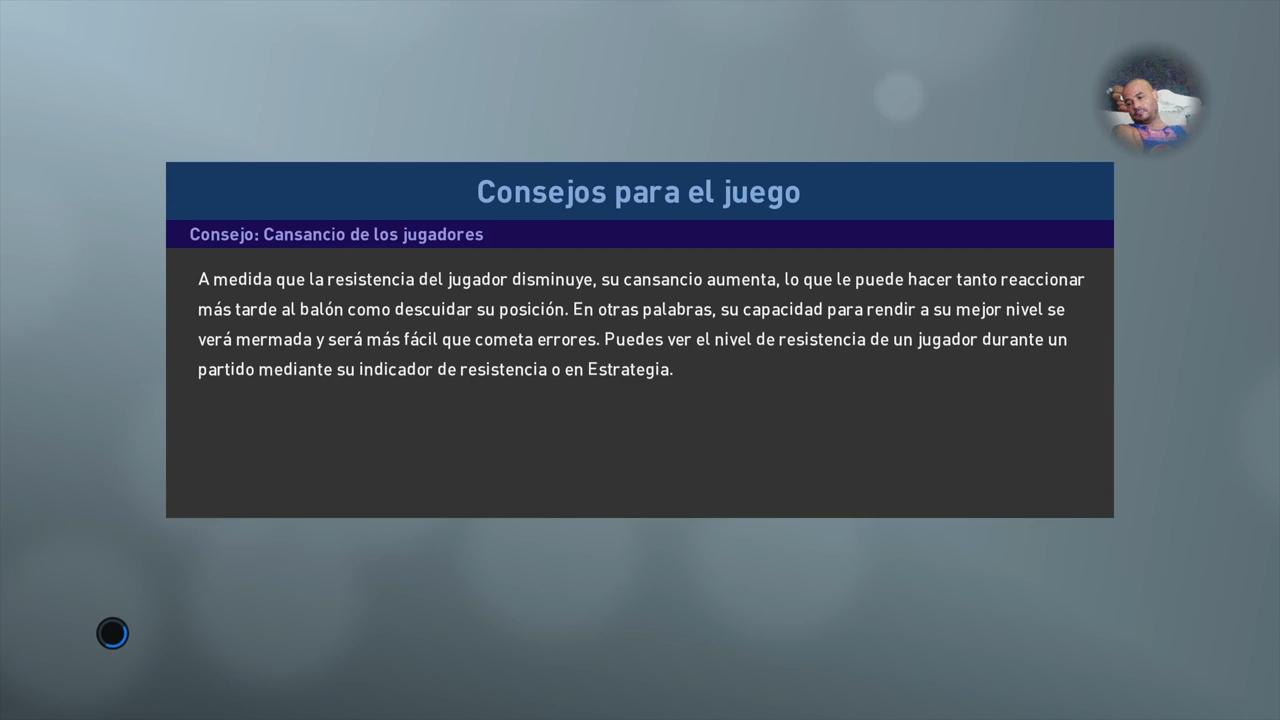 Consejos para el juego
Consejo: Cansancio de los jugadores
A medida que la resistencia del jugador disminuye, su cansancio aumenta, lo que le puede hacer tanto reaccionar
más tarde al balón como descuidar su posición. En otras palabras, su capacidad para rendir a su mejor nivel se
verá mermada y será más fácil que cometa errores. Puedes ver el nivel de resistencia de un jugador durante un
partido mediante su indicador de resistencia o en Estrategia.